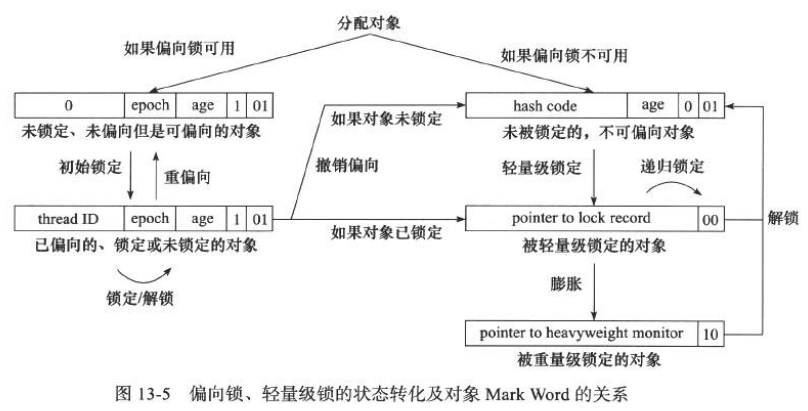 分配对象
如果偏向锁可用
如果偏向锁不可用
0 epoch age 1 01
hash code age 0 01
未锁定、未偏向但是可偏向的对象
如果对象未锁定
未被锁定的，不可偏向对象
初始锁定
重偏向
撤销偏向
轻量级锁定
递归锁定
thread ID epoch age 1 01
pointer to lock record 00
解锁
已偏向的、锁定或未锁定的对象
如果对象已锁定
被轻量级锁定的对象
锁定/解锁
膨胀
pointer to heavyweight monitor 10
被重量级锁定的对象
图 13-5 偏向锁、轻量级锁的状态转化及对象 Mark Word 的关系